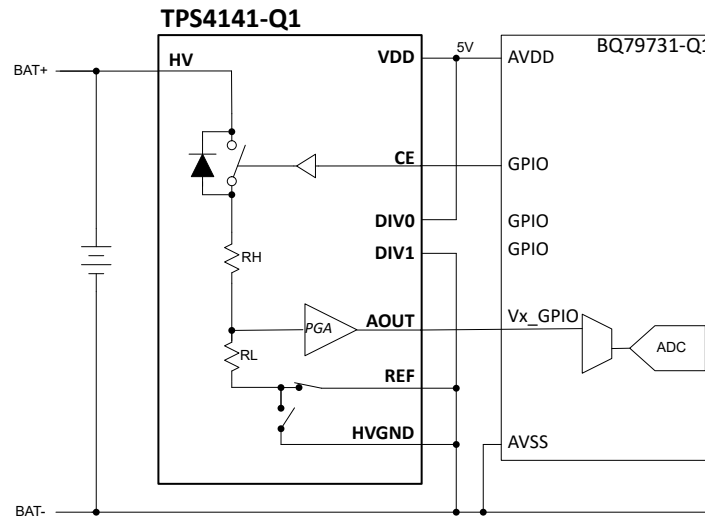 TPS4141-Q1
BQ79731-Q1
BAT+
HV
VDD
5V
AVDD
CE
GPIO
DIV0
GPIO
DIV1
GPIO
RH
PGA
AOUT
Vx_GPIO
ADC
RL
REF
HVGND
AVSS
BAT-